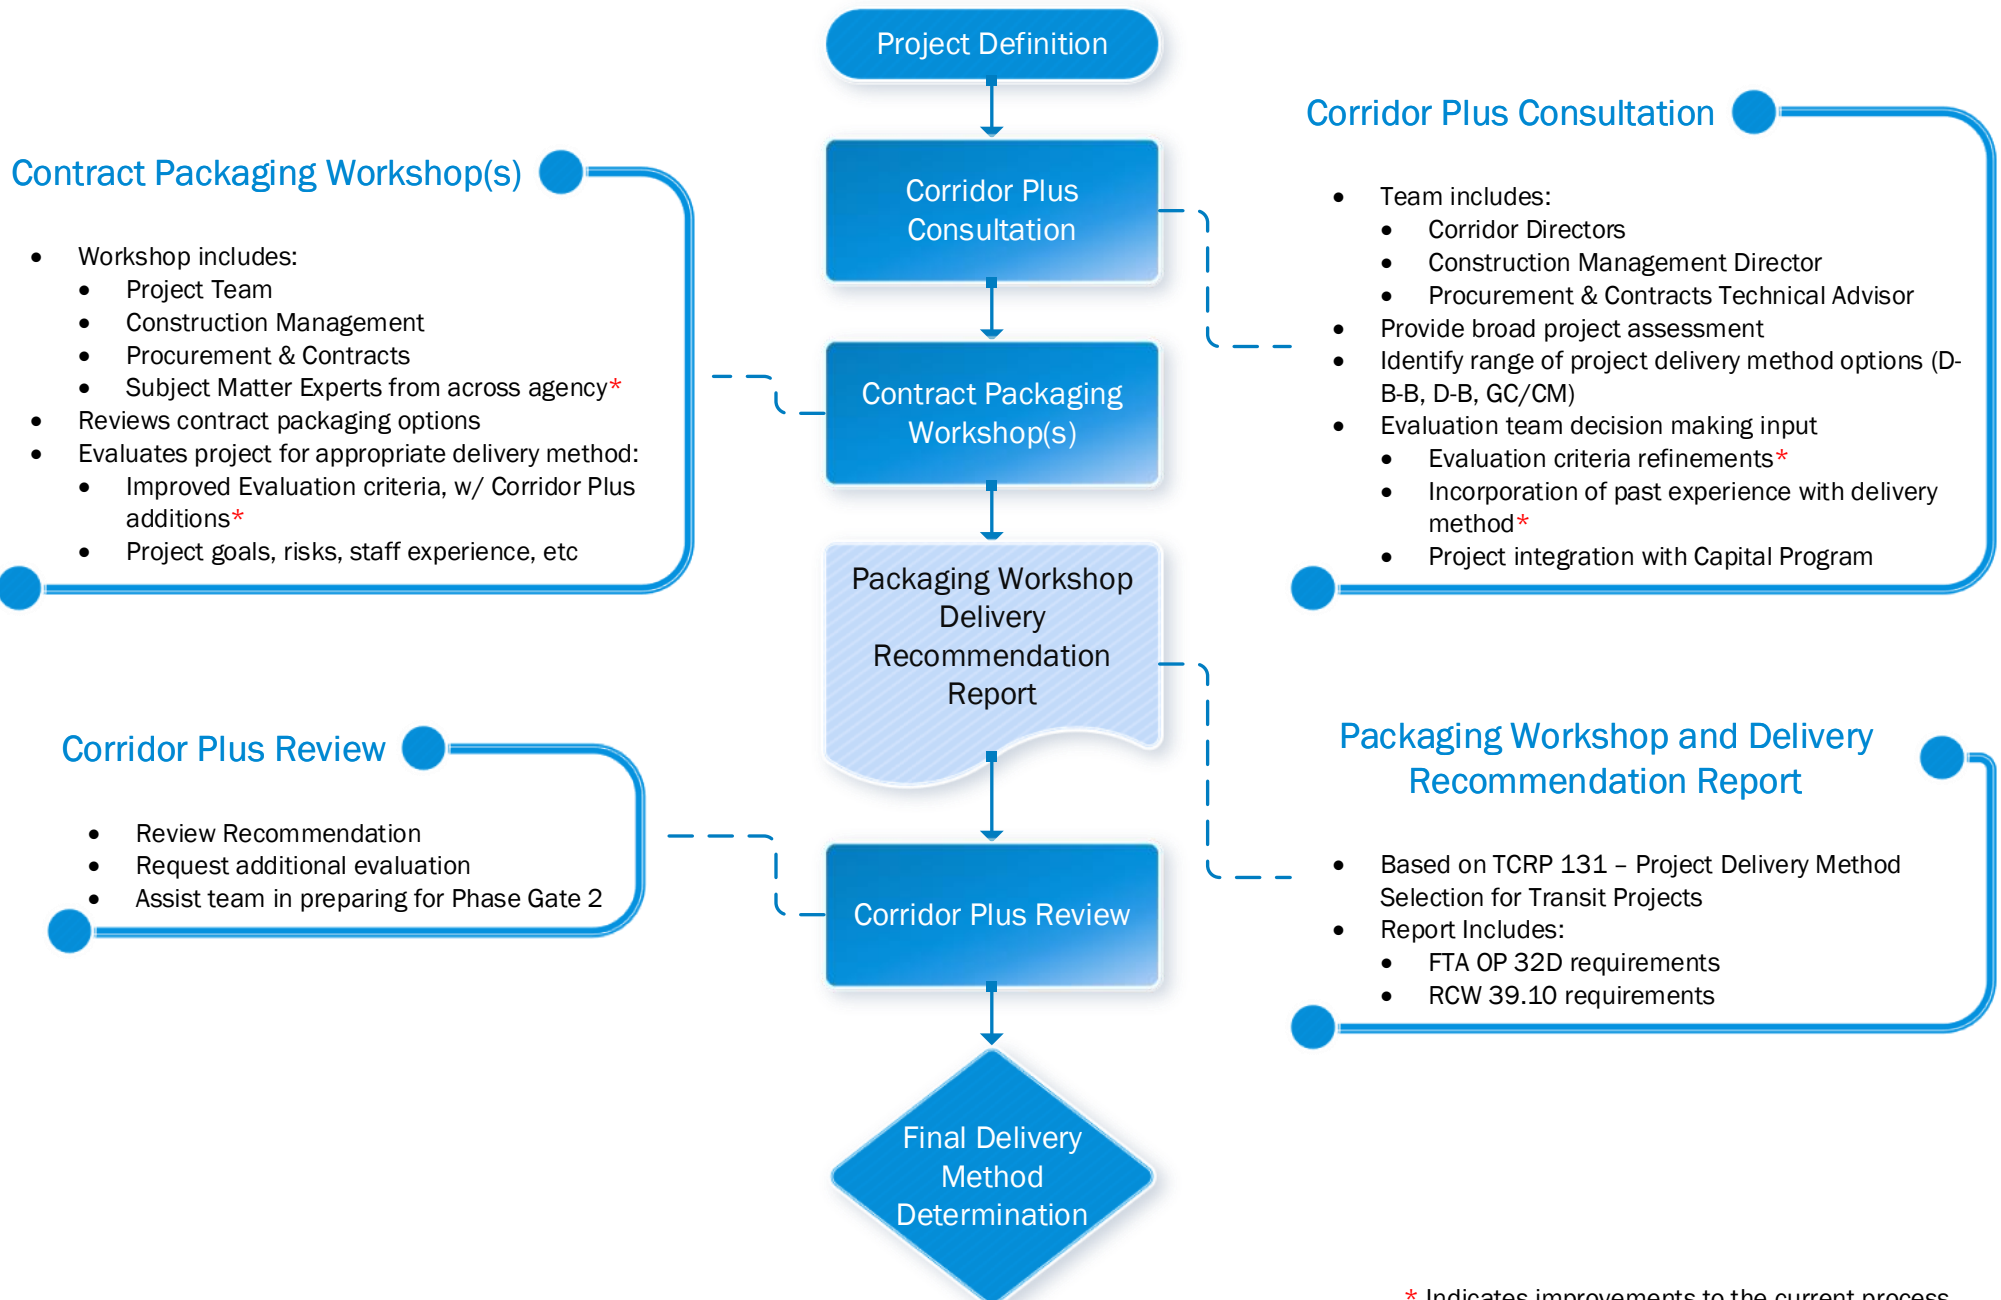 Project Definition
Corridor Plus
Consultation
Contract Packaging
Workshop(s)
Packaging Workshop
Delivery
Recommendation
Report
Corridor Plus Review
Final Delivery
Method
Determination
Contract Packaging Workshop(s)
• Workshop includes:
• Project Team
• Construction Management
• Procurement & Contracts
• Subject Matter Experts from across agency*
• Reviews contract packaging options
• Evaluates project for appropriate delivery method:
• Improved Evaluation criteria, w/ Corridor Plus
additions*
• Project goals, risks, staff experience, etc
Corridor Plus Review
• Review Recommendation
• Request additional evaluation
• Assist team in preparing for Phase Gate 2
Corridor Plus Consultation
• Team includes:
• Corridor Directors
• Construction Management Director
• Procurement & Contracts Technical Advisor
• Provide broad project assessment
• Identify range of project delivery method options (D-
B-B, D-B, GC/CM)
• Evaluation team decision making input
• Evaluation criteria refinements*
• Incorporation of past experience with delivery
method*
• Project integration with Capital Program
Packaging Workshop and Delivery
Recommendation Report
• Based on TCRP 131 – Project Delivery Method
Selection for Transit Projects
• Report Includes:
• FTA OP 32D requirements
• RCW 39.10 requirements
* Indicates improvements to the current process